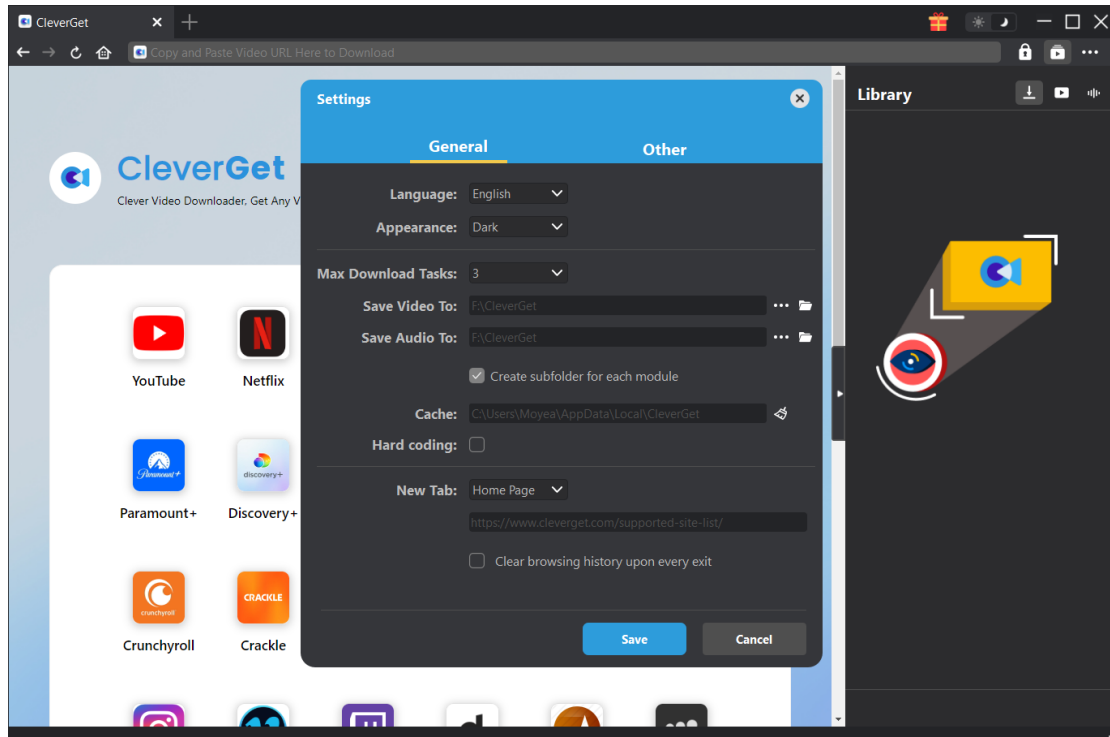 CleverGet
Copy and Paste Video URL Here to Download
Settings
Library
General
Other
CleverGet
Clever Video Downloader. Get Any V
Language: English
Appearance: Dark
Max Download Tasks: 3
Save Video To: F:\CleverGet
Save Audio To: F:\CleverGet
Create subfolder for each module
Cache: C:\Users\Moyea\AppData\Local\CleverGet
Hard coding:
New Tab: Home Page
https://www.cleverget.com/supported-site-list/
Clear browsing history upon every exit
Save
Cancel
YouTube
Netflix
Paramount+
discovery+
Paramount+
Discovery+
crunchyroll
CRACKLE
Crunchyroll
Crackle